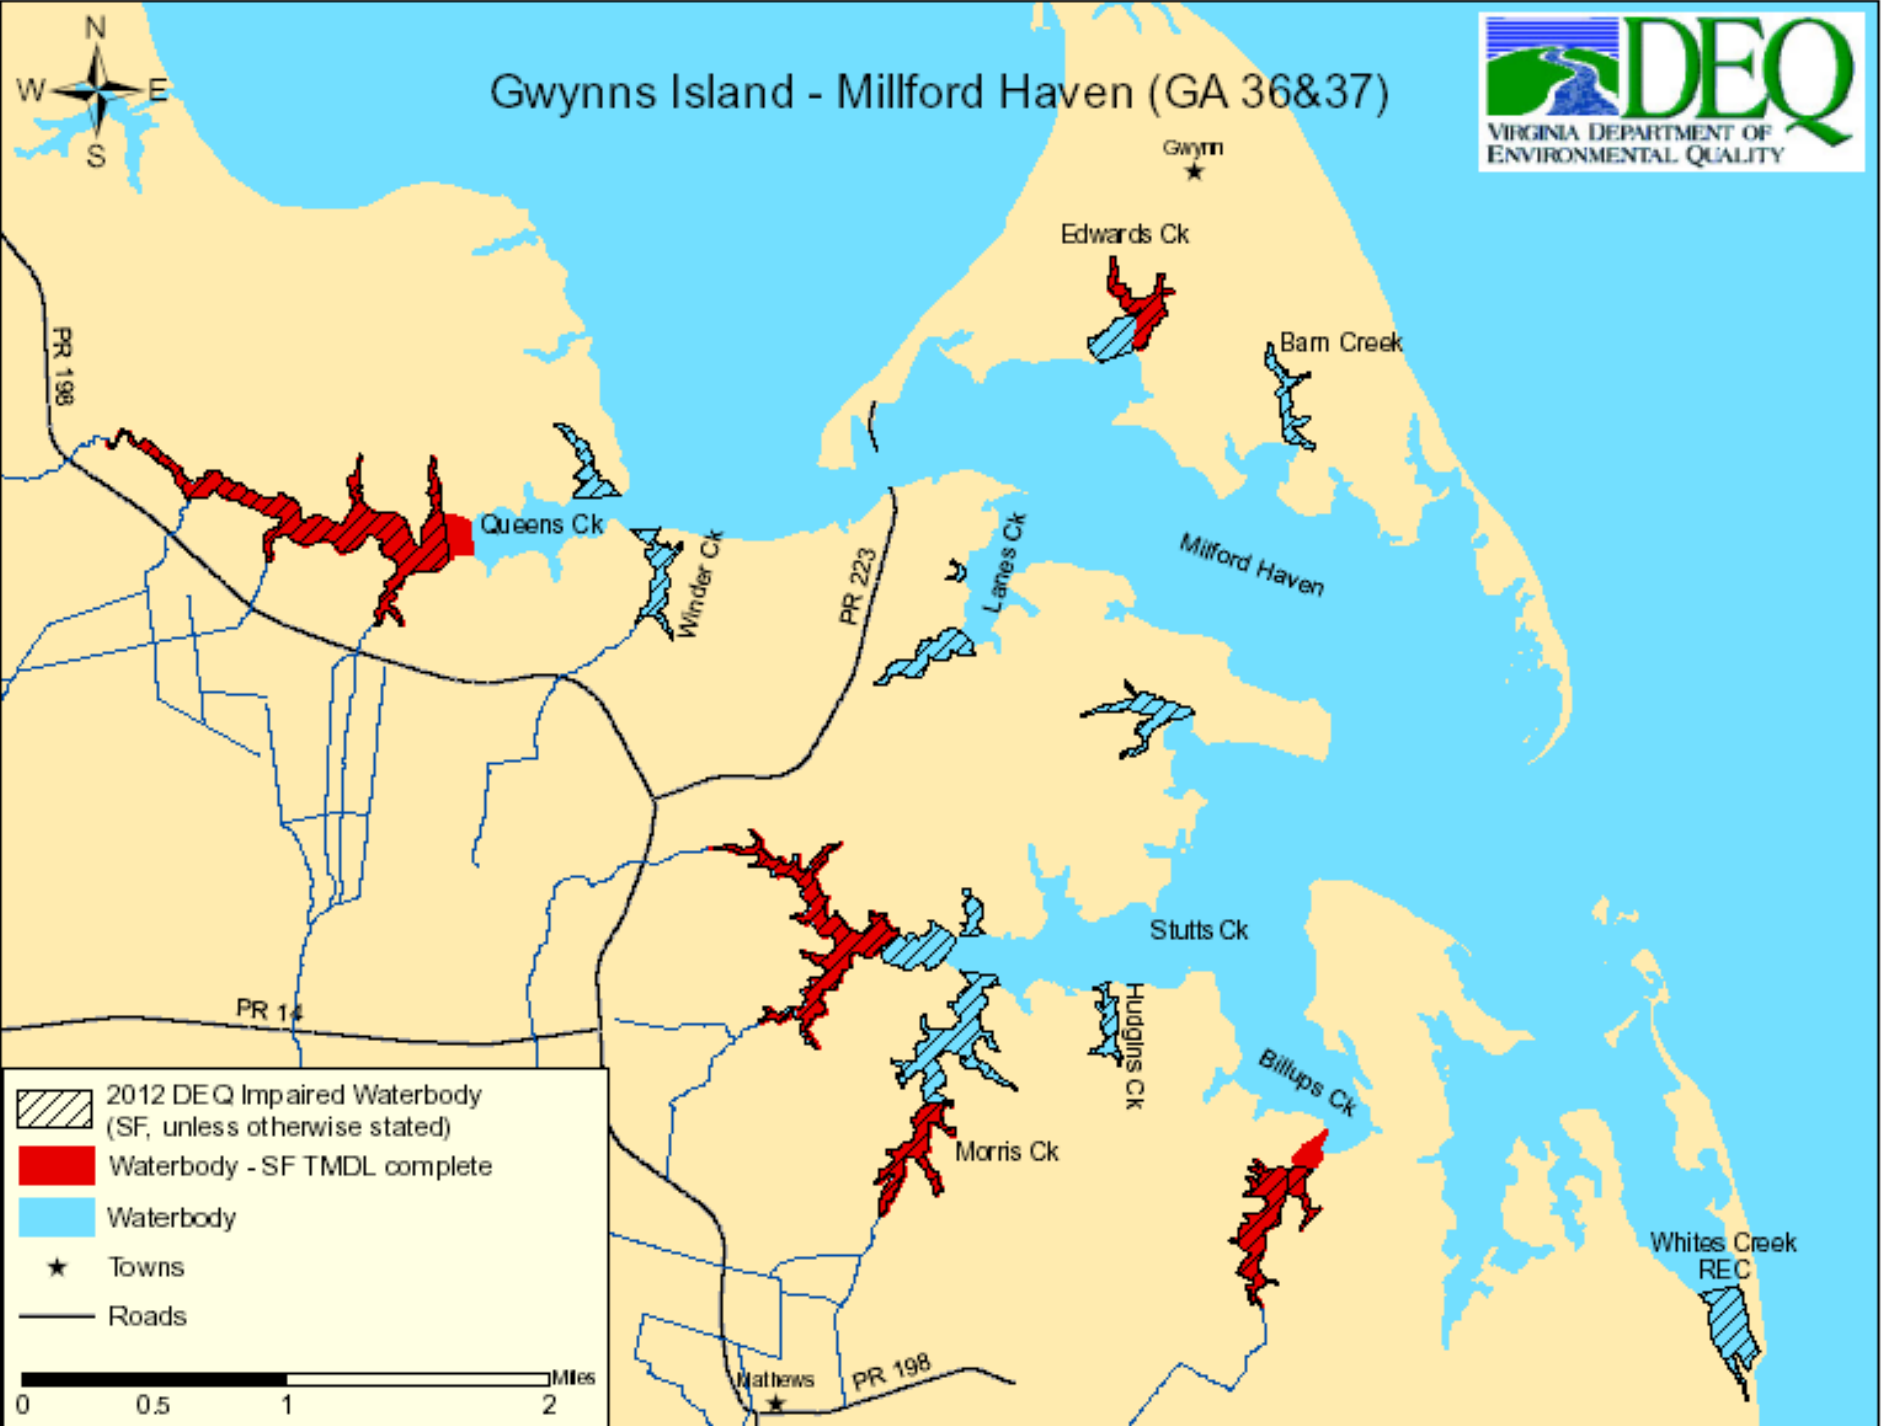 N
W E
S
Gwynns Island - Millford Haven (GA 36&37)
DEQ
VIRGINIA DEPARTMENT OF
ENVIRONMENTAL QUALITY
Gwynn
Edwards Ck
Barn Creek
PR 198
Queens Ck
Winder Ck
PR 223
Lanes Ck
Milford Haven
Stutts Ck
Hudgins Ck
Billups Ck
PR 14
Morris Ck
Whites Creek
REC
2012 DEQ Impaired Waterbody
(SF, unless otherwise stated)
Waterbody - SF TMDL complete
Waterbody
Towns
Roads
Miles
0 0.5 1 2
Mathews
PR 198